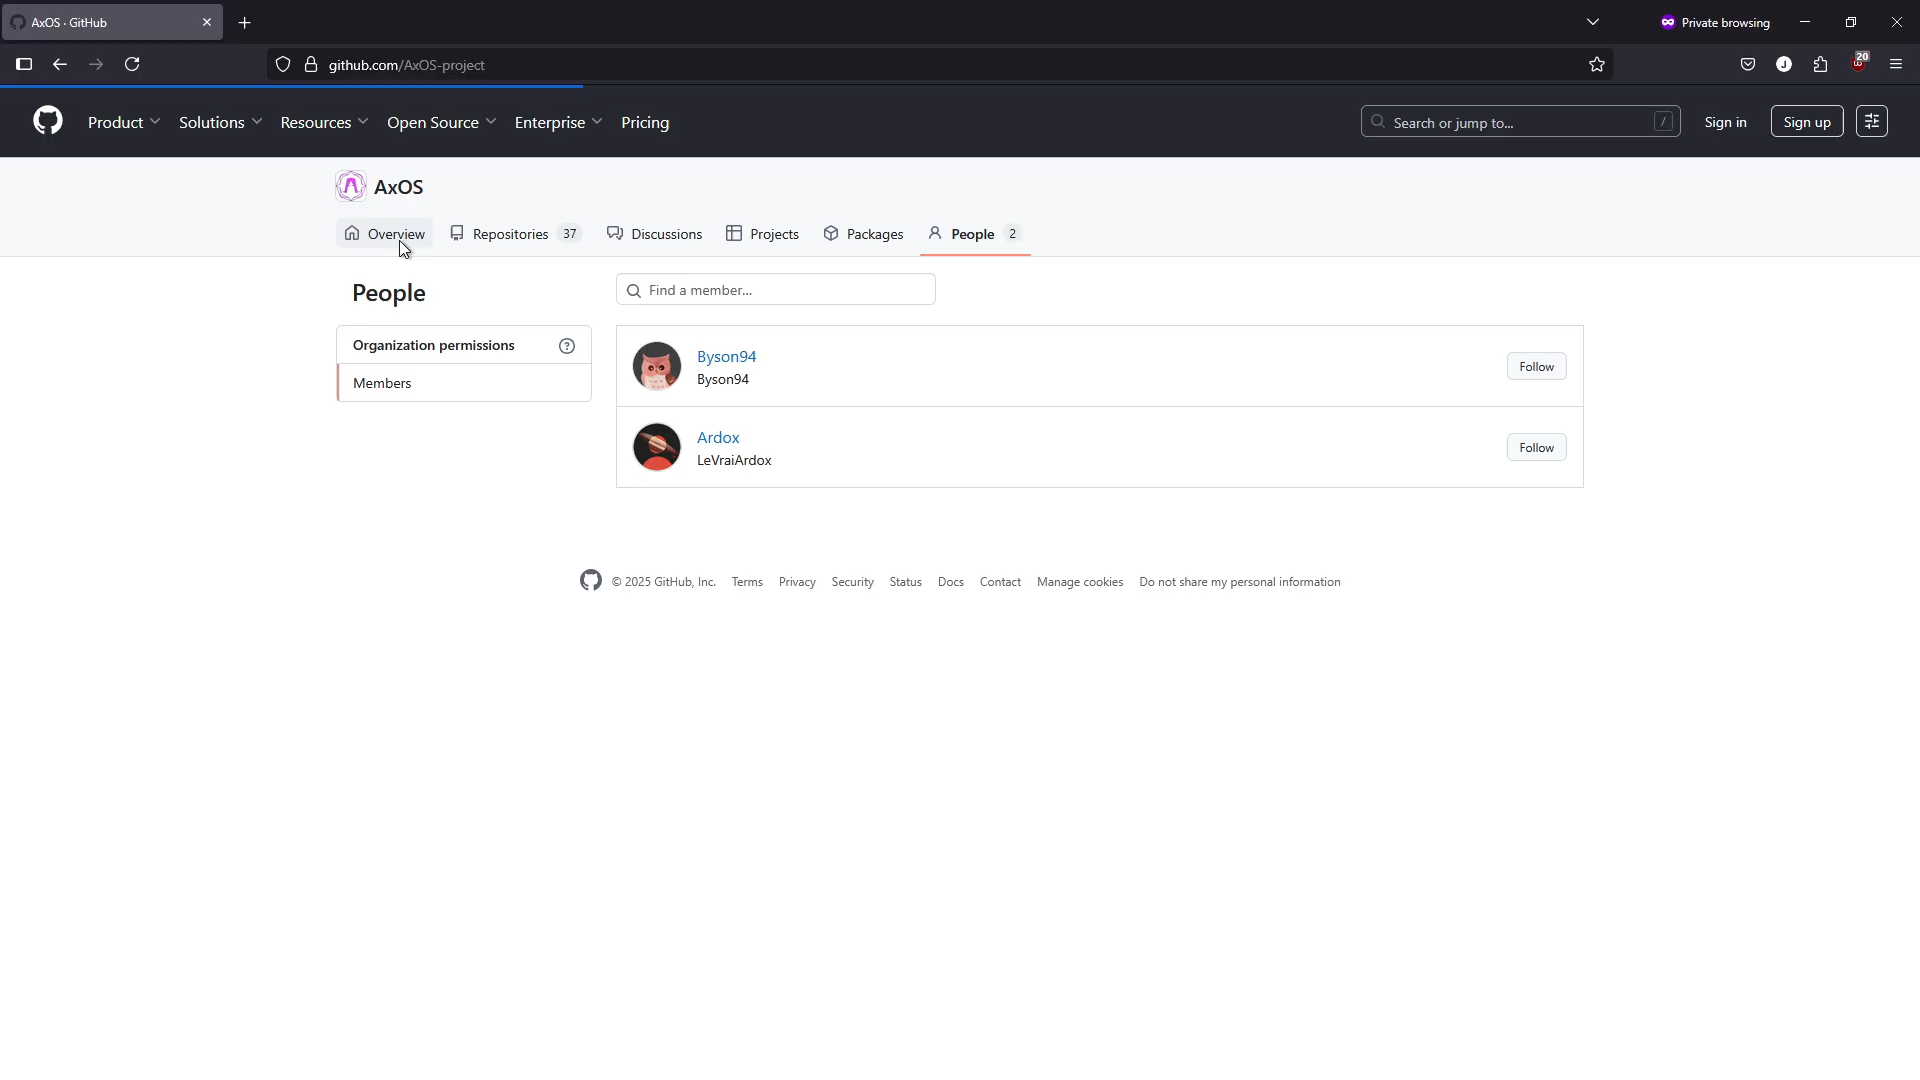 AxOS · GitHub
Private browsing
github.com/AxOS-project
20
J
Product Solutions Resources Open Source Enterprise Pricing
Search or jump to... /
Sign in
Sign up
AxOS
Overview Repositories 37 Discussions Projects Packages People 2
People
Find a member...
Organization permissions
Members
Byson94
Byson94
Follow
Ardox
LeVraiArdox
Follow
© 2025 GitHub, Inc. Terms Privacy Security Status Docs Contact Manage cookies Do not share my personal information